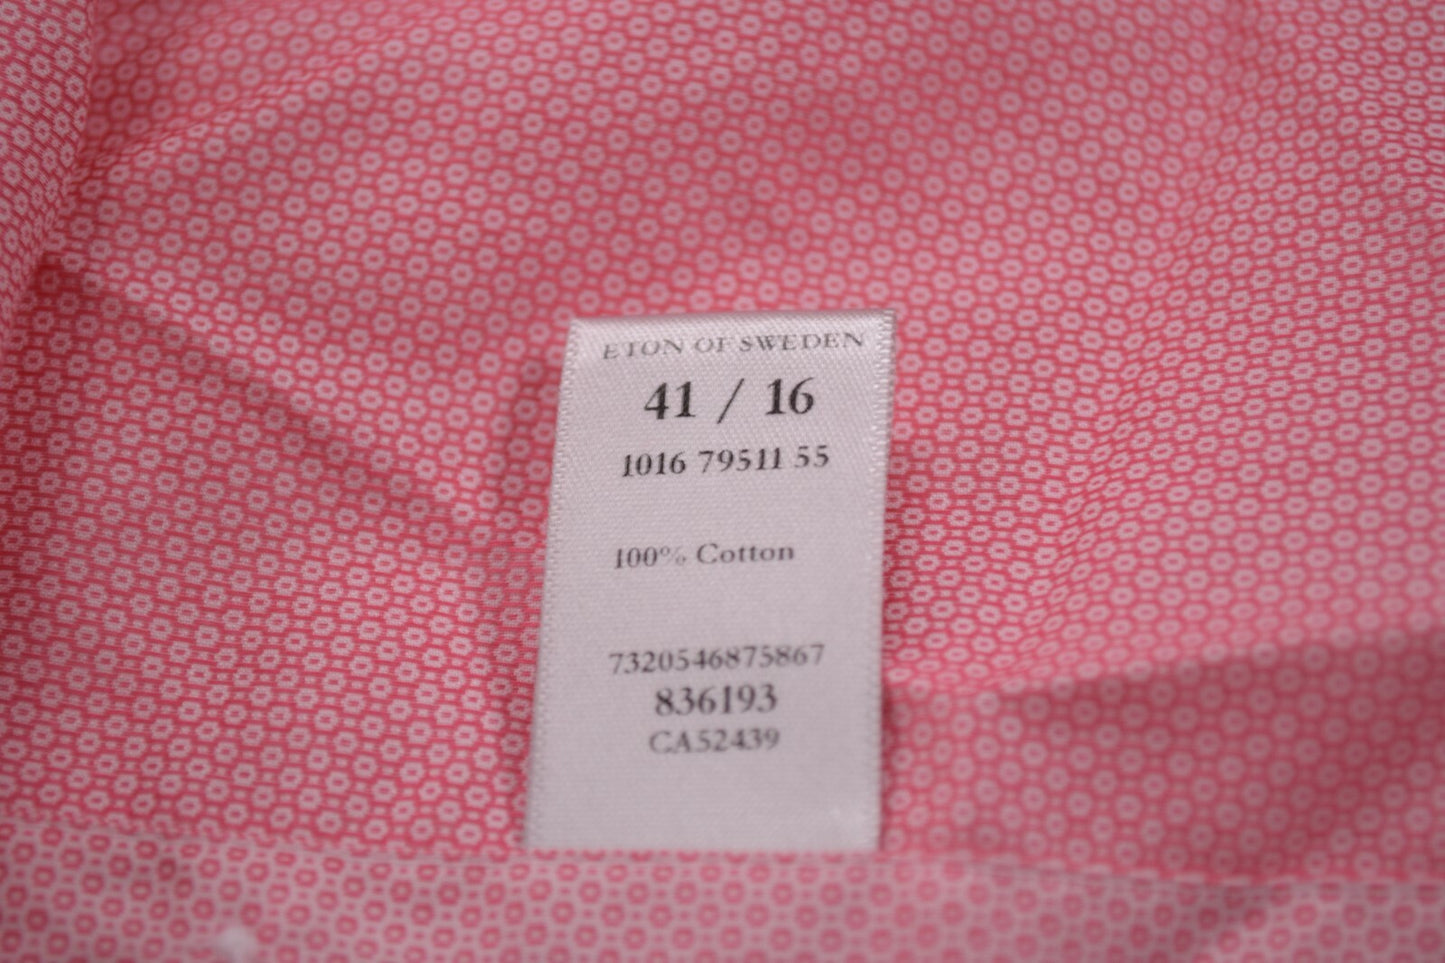 ETON OF SWEDEN
41 / 16
1016 79511 55
100% Cotton
7320546875867
836193
CA52439